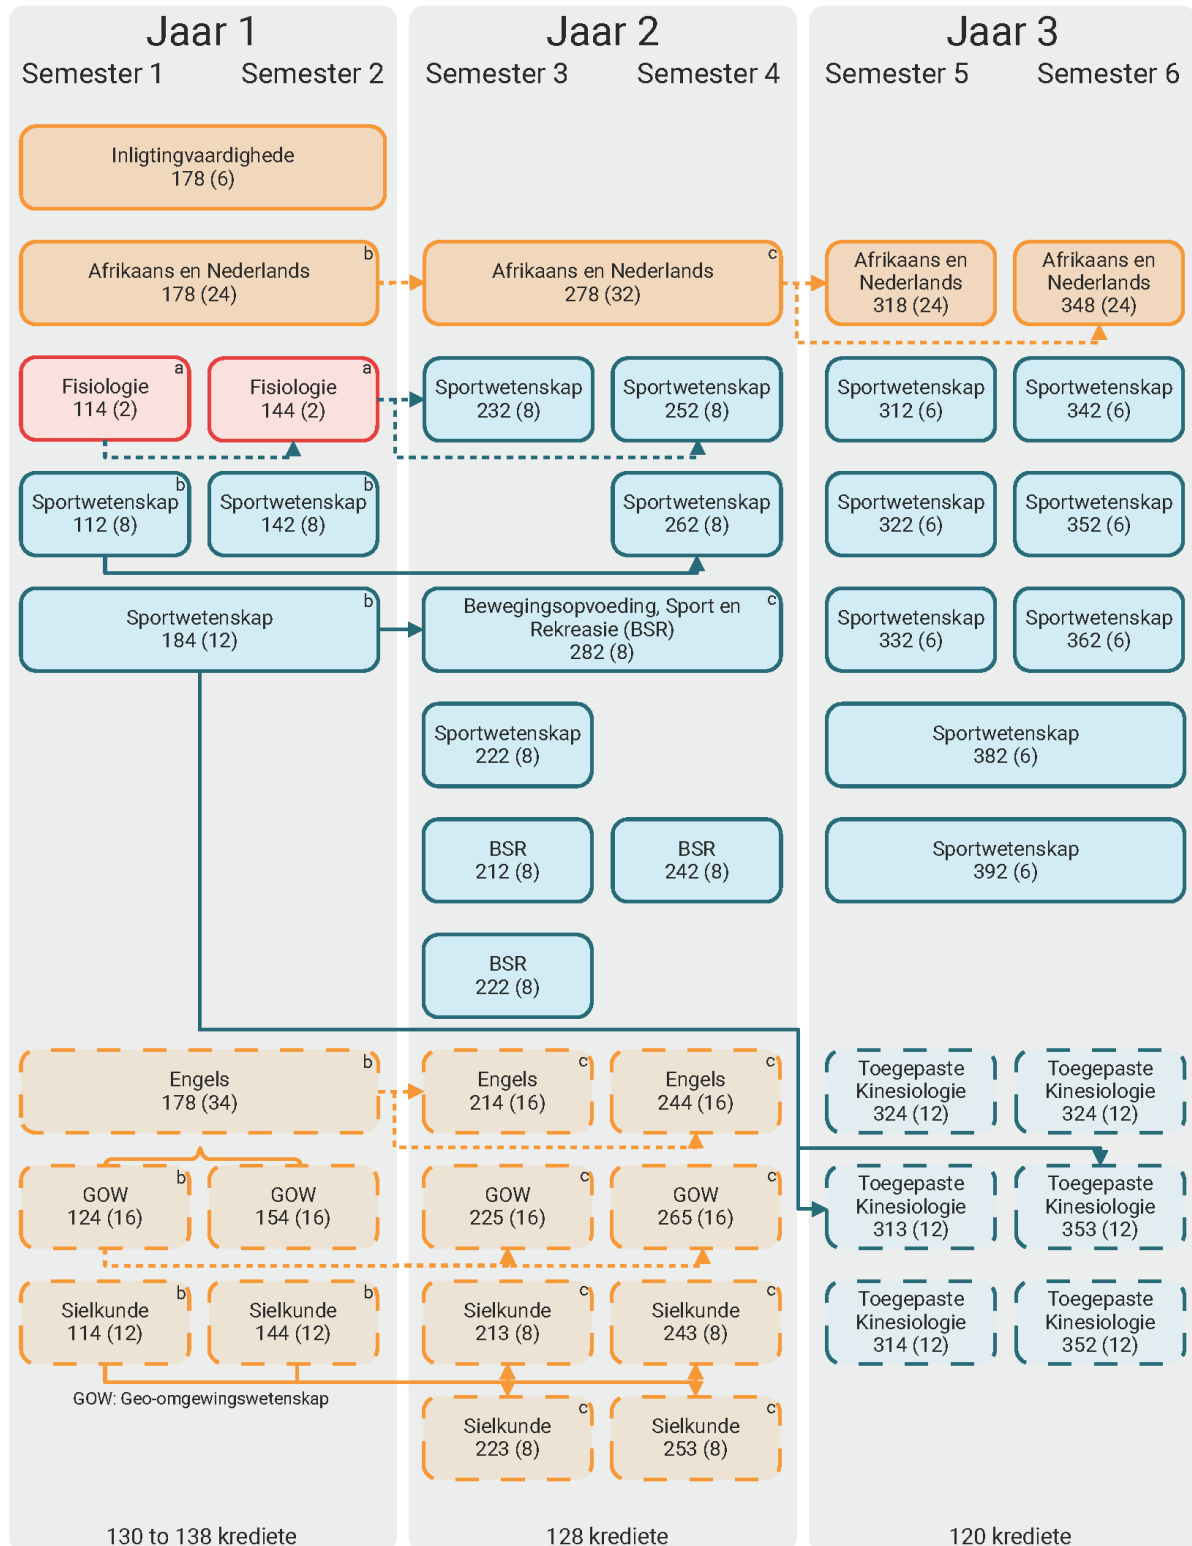 Jaar 1
Jaar 2
Jaar 3
Semester 1
Semester 2
Semester 3
Semester 4
Semester 5
Semester 6
Inligtingvaardighede
178 (6)
b
Afrikaans en Nederlands
178 (24)
c
Afrikaans en Nederlands
278 (32)
Afrikaans en
Nederlands
318 (24)
Afrikaans en
Nederlands
348 (24)
a
Fisiologie
114 (2)
a
Fisiologie
144 (2)
Sportwetenskap
232 (8)
Sportwetenskap
252 (8)
Sportwetenskap
312 (6)
Sportwetenskap
342 (6)
b
Sportwetenskap
112 (8)
b
Sportwetenskap
142 (8)
Sportwetenskap
262 (8)
Sportwetenskap
322 (6)
Sportwetenskap
352 (6)
b
Sportwetenskap
184 (12)
c
Bewegingsopvoeding, Sport en
Rekreasie (BSR)
282 (8)
Sportwetenskap
332 (6)
Sportwetenskap
362 (6)
Sportwetenskap
222 (8)
Sportwetenskap
382 (6)
BSR
212 (8)
BSR
242 (8)
Sportwetenskap
392 (6)
BSR
222 (8)
b
Engels
178 (34)
c
Engels
214 (16)
c
Engels
244 (16)
Toegepaste
Kinesiologie
324 (12)
Toegepaste
Kinesiologie
324 (12)
b
GOW
124 (16)
GOW
154 (16)
c
GOW
225 (16)
c
GOW
265 (16)
Toegepaste
Kinesiologie
313 (12)
Toegepaste
Kinesiologie
353 (12)
b
Sielkunde
114 (12)
b
Sielkunde
144 (12)
c
Sielkunde
213 (8)
c
Sielkunde
243 (8)
Toegepaste
Kinesiologie
314 (12)
Toegepaste
Kinesiologie
352 (12)
GOW: Geo-omgewingswetenskap
c
Sielkunde
223 (8)
c
Sielkunde
253 (8)
130 to 138 krediete
128 krediete
120 krediete